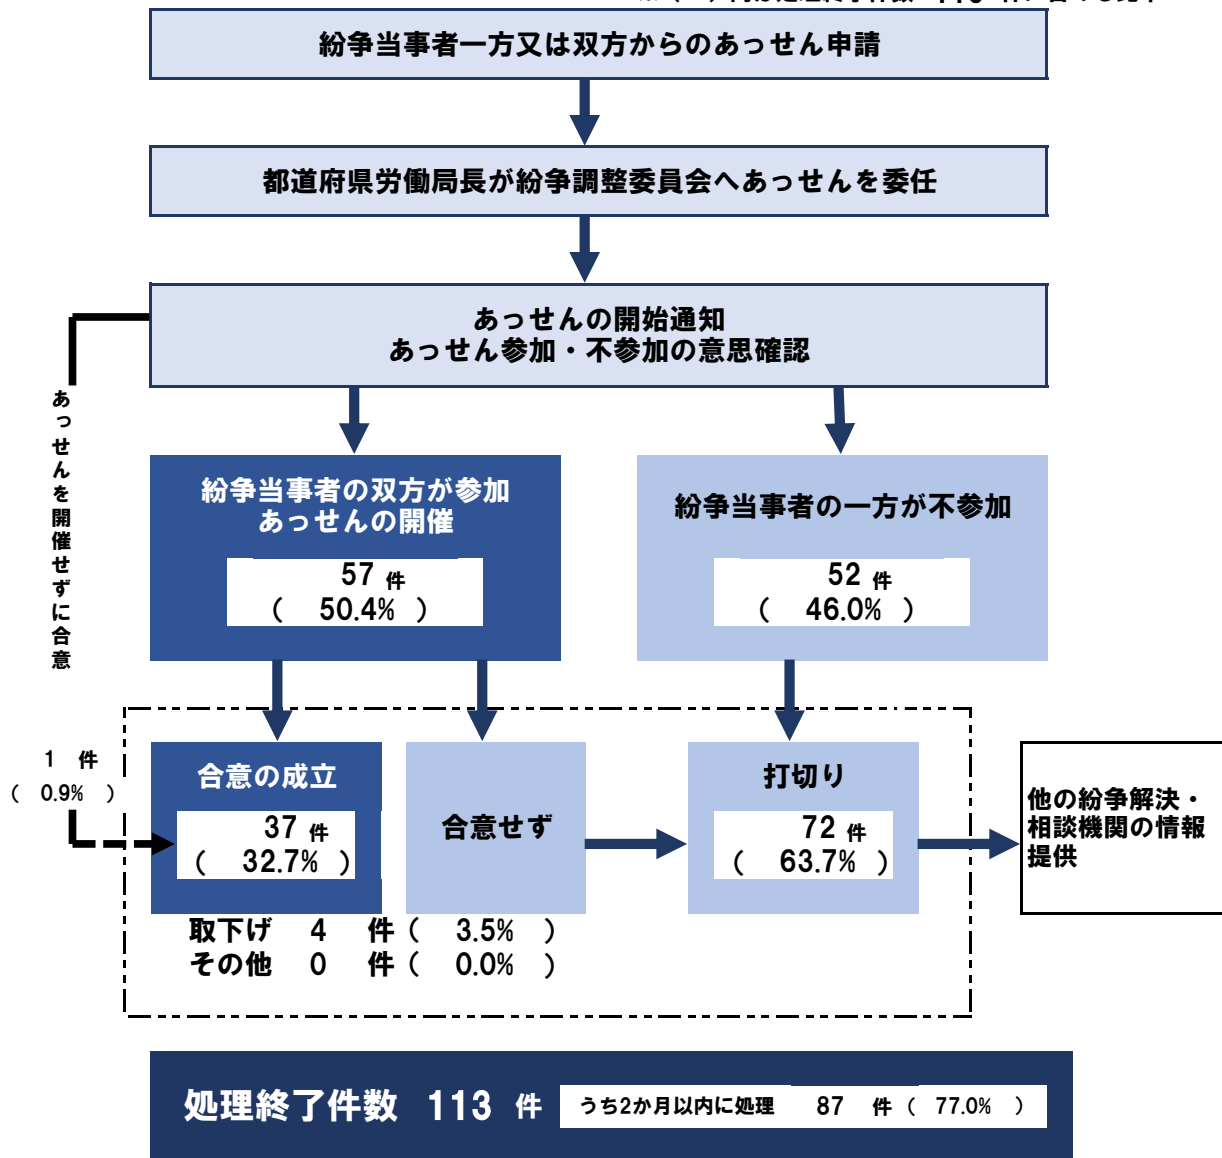 紛争当事者一方又は双方からのあっせん申請
都道府県労働局長が紛争調整委員会へあっせんを委任
あっせんの開始通知
あっせん参加・不参加の意思確認
あっせんを開催せずに合意
紛争当事者の双方が参加
あっせんの開催
57 件
( 50.4% )
紛争当事者の一方が不参加
52 件
( 46.0% )
1 件
( 0.9% )
合意の成立
37 件
( 32.7% )
合意せず
打切り
72 件
( 63.7% )
他の紛争解決・
相談機関の情報
提供
取下げ 4 件 ( 3.5% )
その他 0 件 ( 0.0% )
処理終了件数 113 件 うち2か月以内に処理 87 件 ( 77.0% )